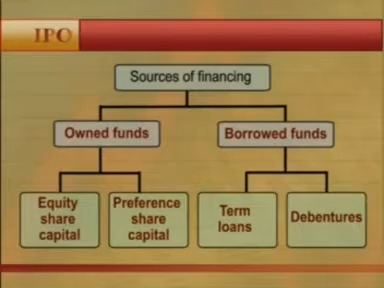 IPO
Sources of financing
Owned funds
Borrowed funds
Equity
share
capital
Preference
share
capital
Term
loans
Debentures